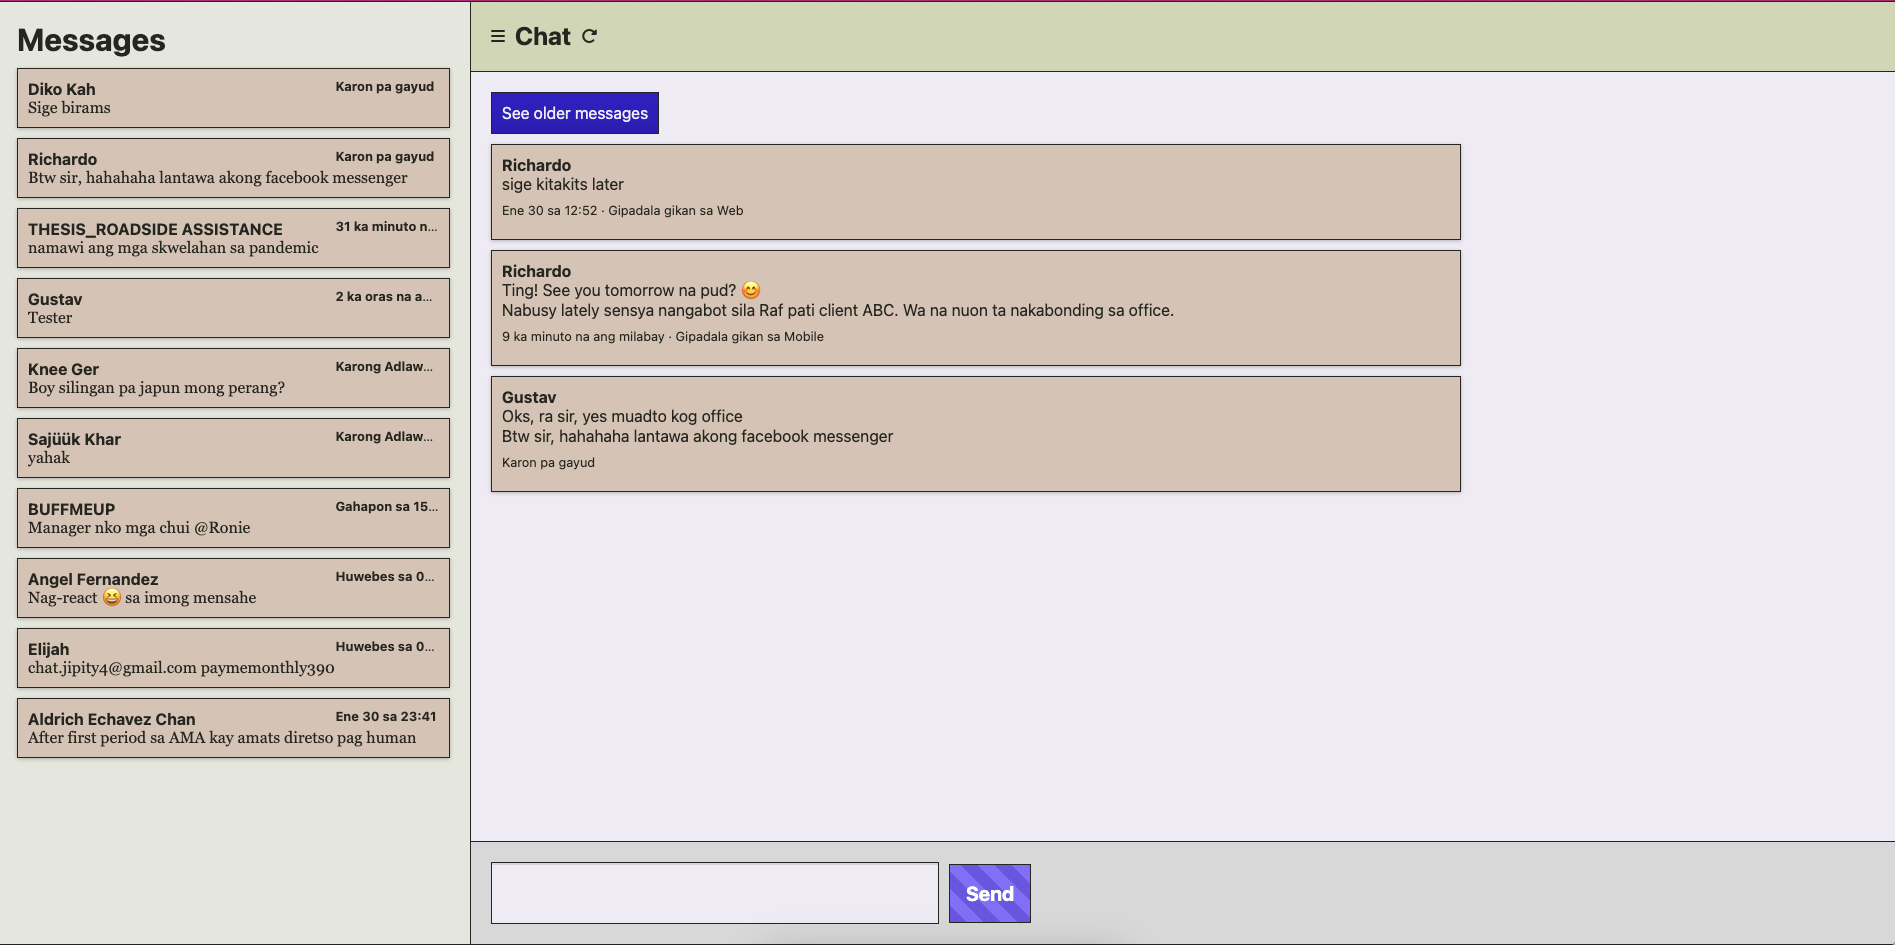 Messages
Diko Kah
Karon pa gayud
Sige birams
Richardo
Karon pa gayud
Btw sir, hahahaha lantawa akong facebook messenger
THESIS_ROADSIDE ASSISTANCE
31 ka minuto n...
namawi ang mga skwelahan sa pandemic
Gustav
2 ka oras na a...
Tester
Knee Ger
Karong Adlaw...
Boy silingan pa japun mong perang?
Sajüük Khar
Karong Adlaw...
yahak
BUFFMEUP
Gahapon sa 15...
Manager nko mga chui @Ronie
Angel Fernandez
Huwebes sa 0...
Nag-react 😆 sa imong mensahe
Elijah
Huwebes sa 0...
chat.jipity4@gmail.com paymemonthly390
Aldrich Echavez Chan
Ene 30 sa 23:41
After first period sa AMA kay amats diretso pag human
Chat
See older messages
Richardo
sige kitakits later
Ene 30 sa 12:52 · Gipadala gikan sa Web
Richardo
Ting! See you tomorrow na pud? 😊
Nabusy lately sensya nangabot sila Raf pati client ABC. Wa na nuon ta nakabonding sa office.
9 ka minuto na ang milabay · Gipadala gikan sa Mobile
Gustav
Oks, ra sir, yes muadto kog office
Btw sir, hahahaha lantawa akong facebook messenger
Karon pa gayud
Send